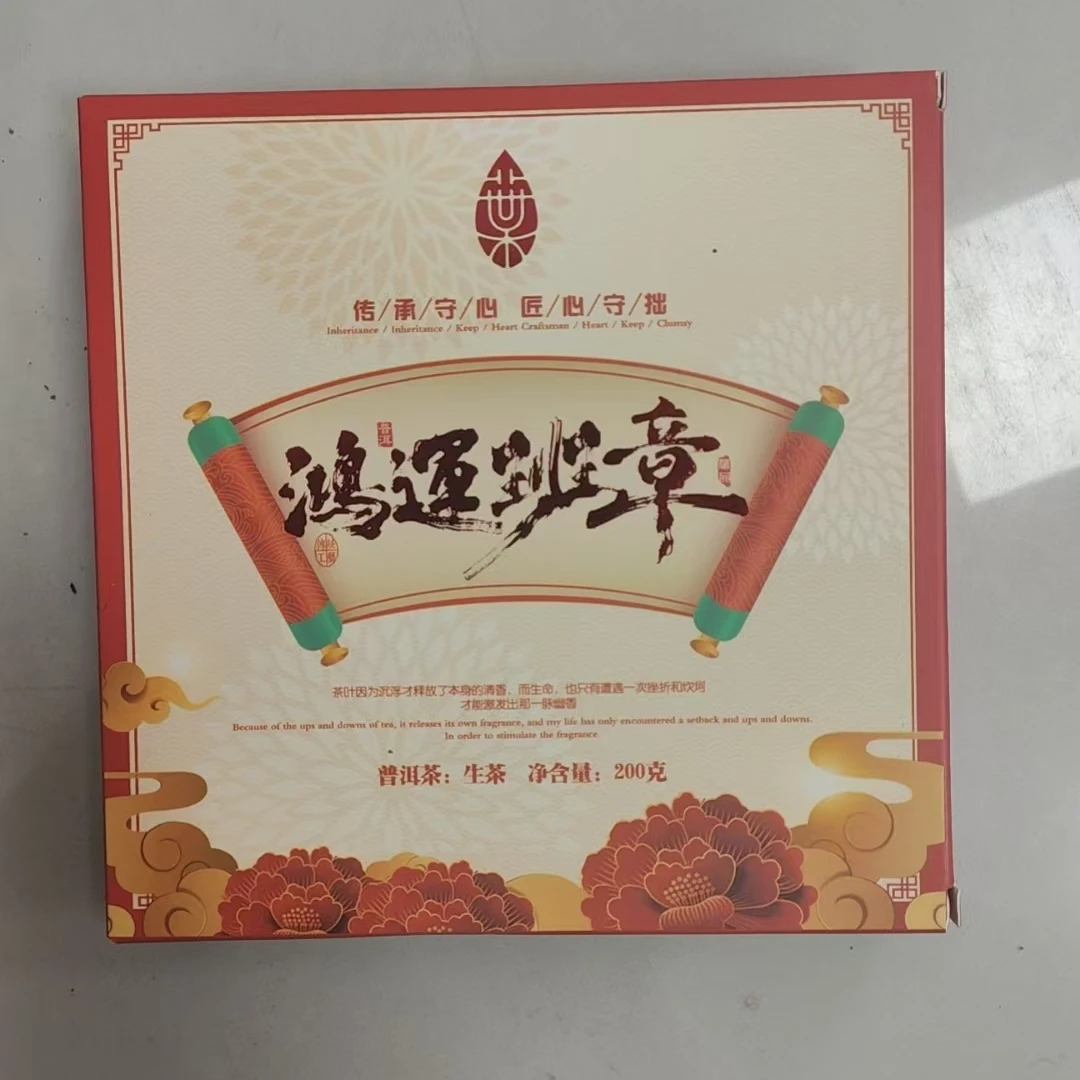 传/承/守/心 匠/心/守/拙
Inheritance / Inheritance / Keep / Heart Craftsman / Heart / Keep / Clumsy
普洱
鸿運班章
茶叶因为沉浮才释放了本身的清香，而生命，也只有遭遇一次挫折和坎坷
才能激发出那一脉幽香
Because of the ups and downs of tea, it releases its own fragrance, and my life has only encountered a setback and ups and downs.
In order to stimulate the fragrance
普洱茶：生茶 净含量：200克